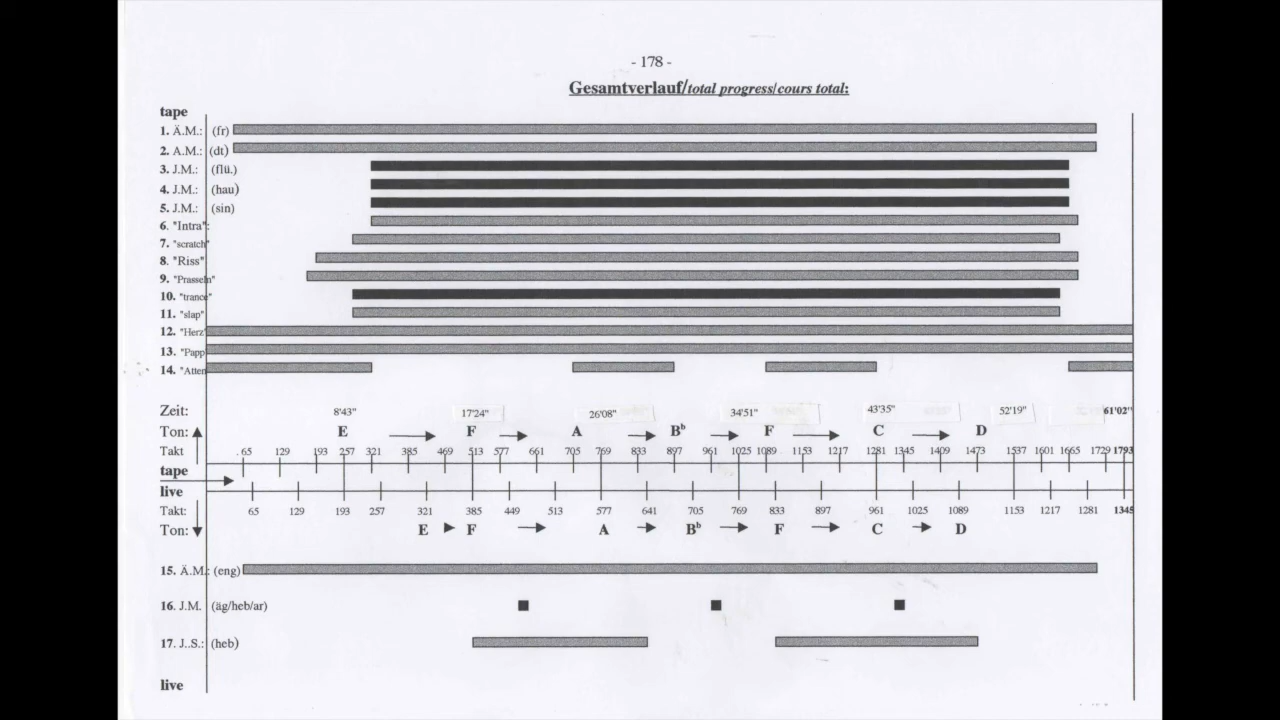 - 178 -
Gesamtverlauf/total progress/cours total:
tape
1. Ä.M.: (fr)
2. A.M.: (dt)
3. J.M.: (flü.)
4. J.M.: (hau)
5. J.M.: (sin)
6. "Intra":
7. "scratch"
8. "Riss"
9. "Prasseln"
10. "trance"
11. "slap"
12. "Herz"
13. "Papp
14. "Atten
Zeit: 8'43" 17'24" 26'08" 34'51" 43'35" 52'19" 61'02"
Ton: E F A Bb F C D
Takt 65 129 193 257 321 385 469 513 577 661 705 769 833 897 961 1025 1089 1153 1217 1281 1345 1409 1473 1537 1601 1665 1729 1793
tape
live
Takt: 65 129 193 257 321 385 449 513 577 641 705 769 833 897 961 1025 1089 1153 1217 1281 1345
Ton: E F A Bb F C D
15. Ä.M.: (eng)
16. J.M. (äg/heb/ar)
17. J..S.: (heb)
live